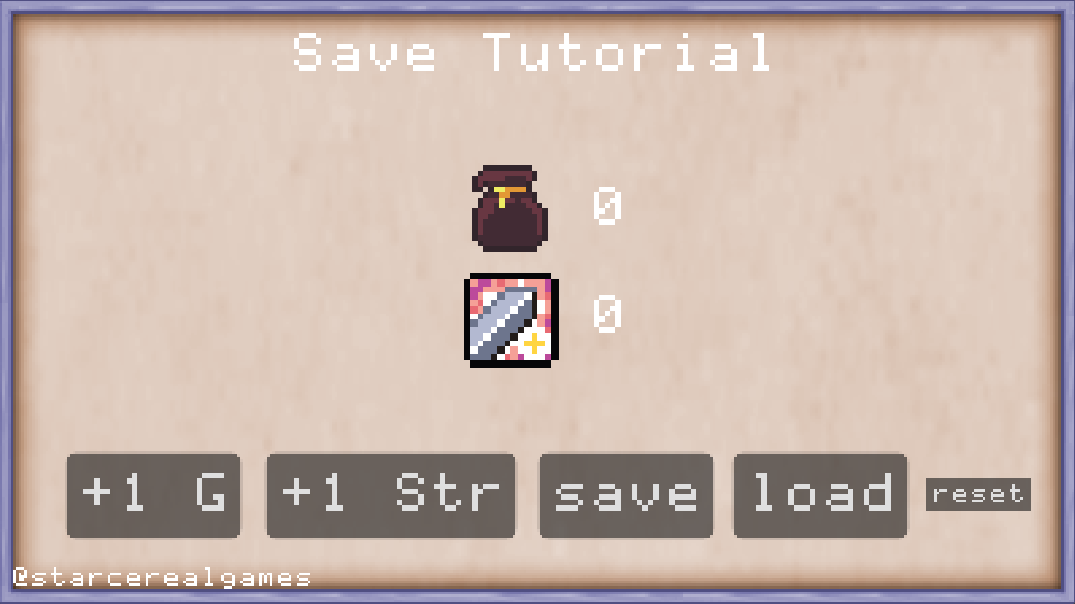 Save Tutorial
0
0
+1 G
+1 Str
save
load
reset
@starcerealgames